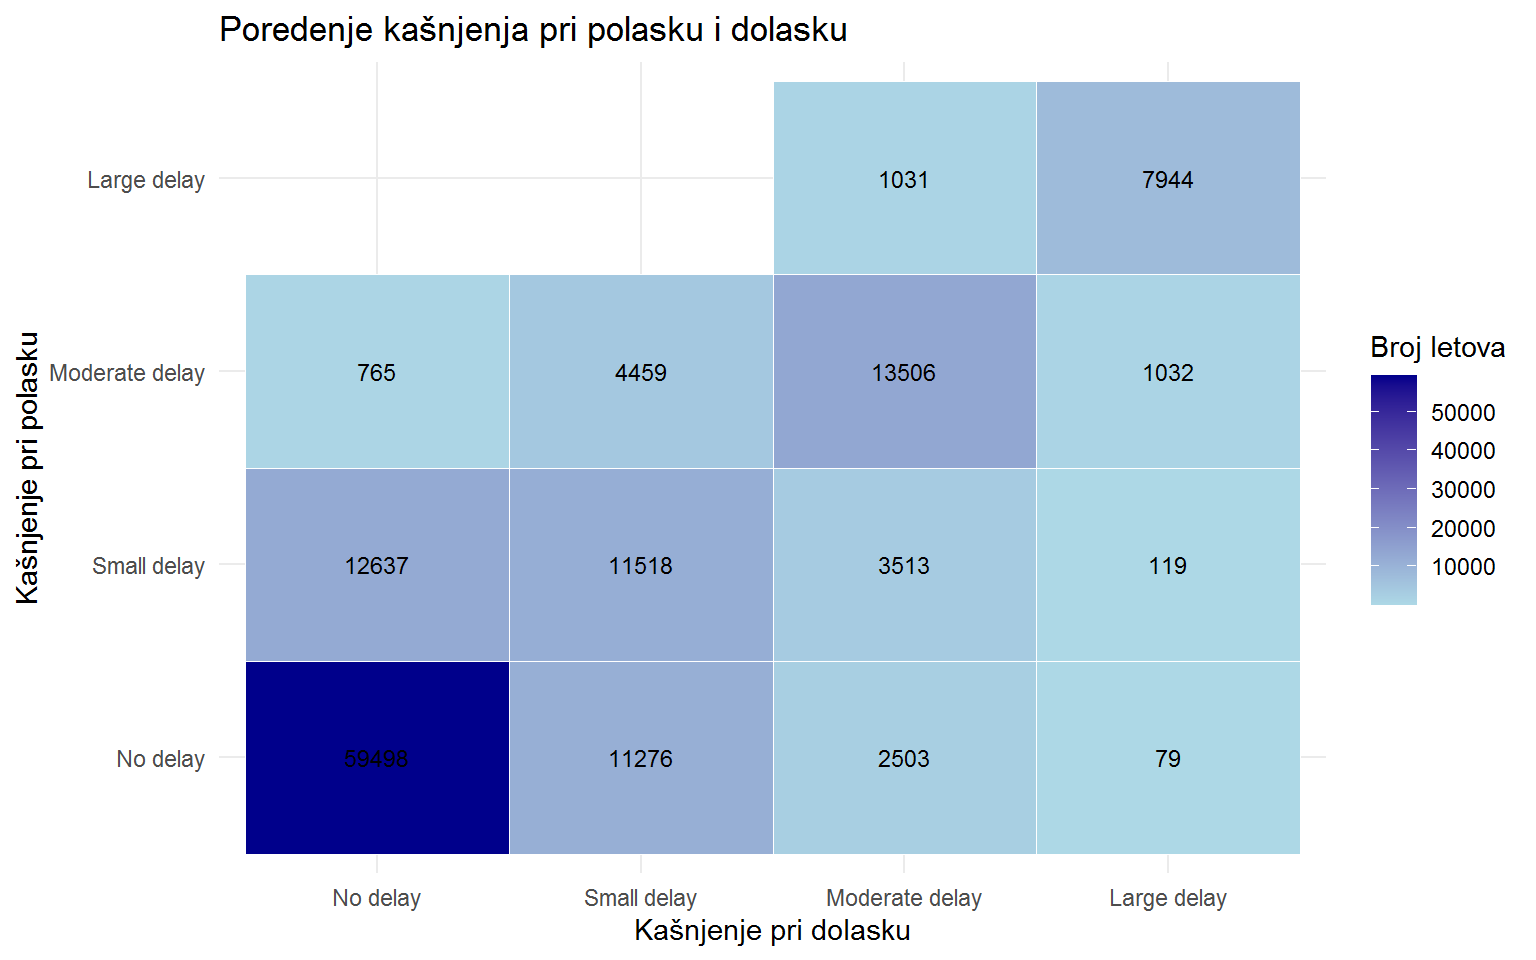 Poredenje kašnjenja pri polasku i dolasku
Kašnjenje pri polasku
Large delay
1031
7944
Moderate delay
765
4459
13506
1032
Small delay
12637
11518
3513
119
No delay
59498
11276
2503
79
No delay
Small delay
Moderate delay
Large delay
Kašnjenje pri dolasku
Broj letova
50000
40000
30000
20000
10000